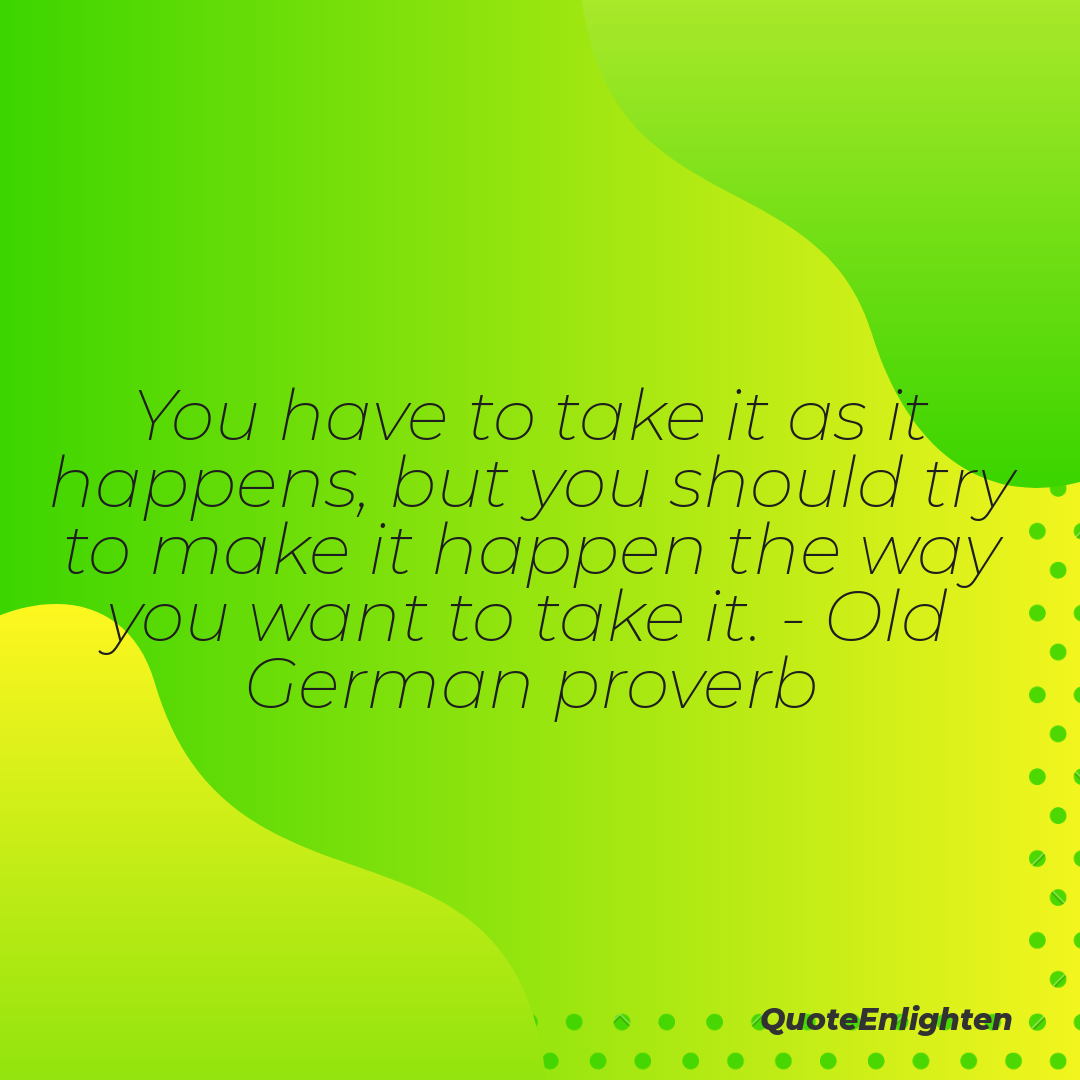 You have to take it as it
happens, but you should try
to make it happen the way
you want to take it. - Old
German proverb
QuoteEnlighten